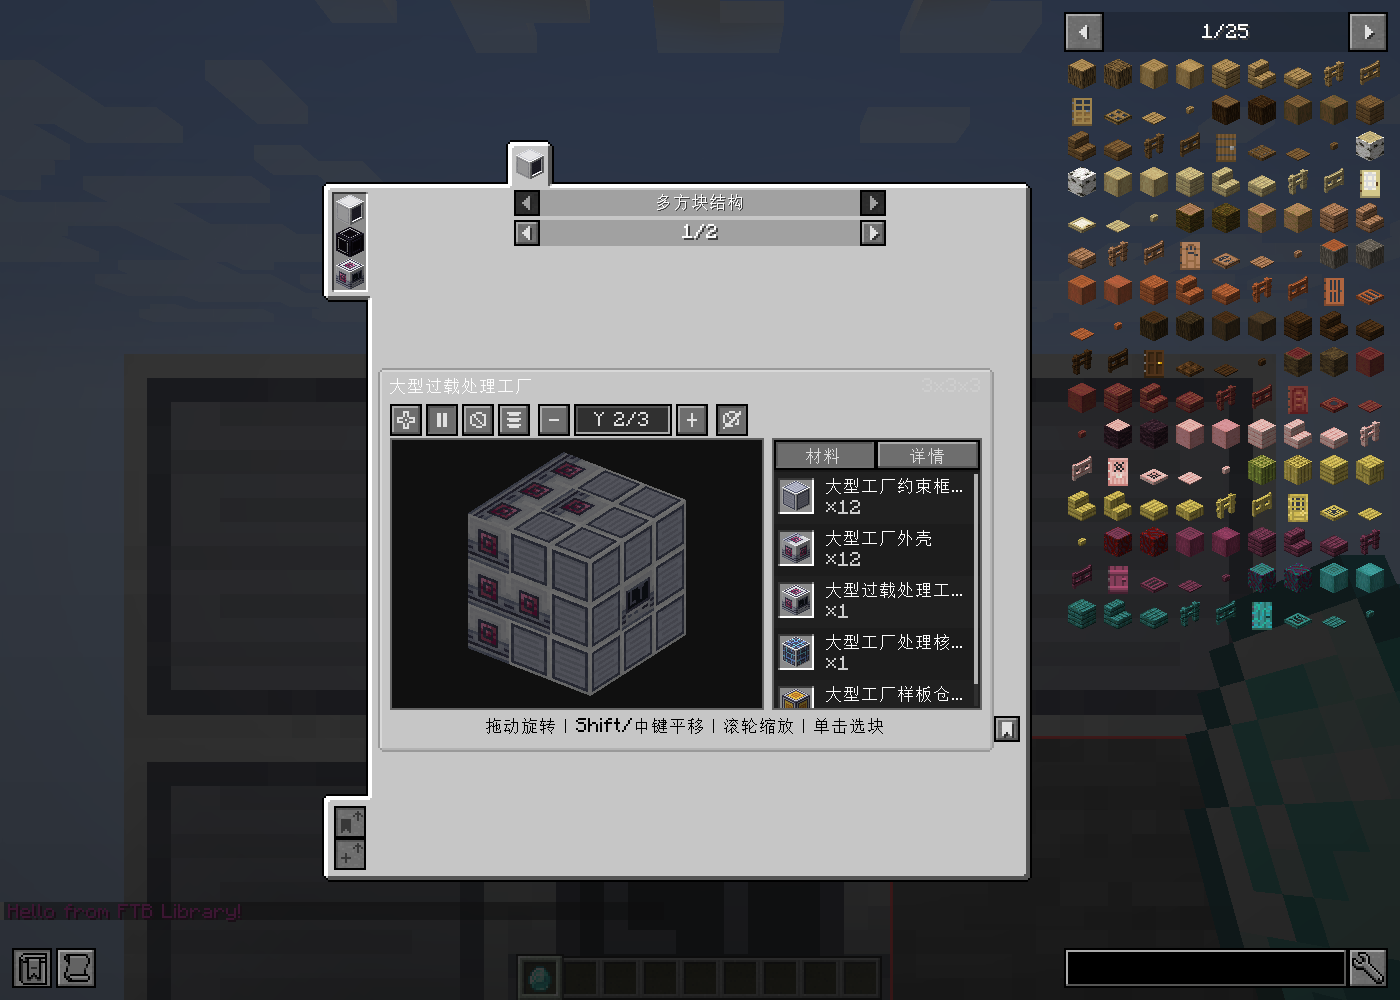 1/25
多方块结构
1/2
大型过载处理工厂
3x3x3
Y 2/3
材料
详情
大型工厂约束框...
×12
大型工厂外壳
×12
大型过载处理工...
×1
大型工厂处理核...
×1
大型工厂样板仓...
拖动旋转 | Shift/中键平移 | 滚轮缩放 | 单击选块
Hello from FTB Library!